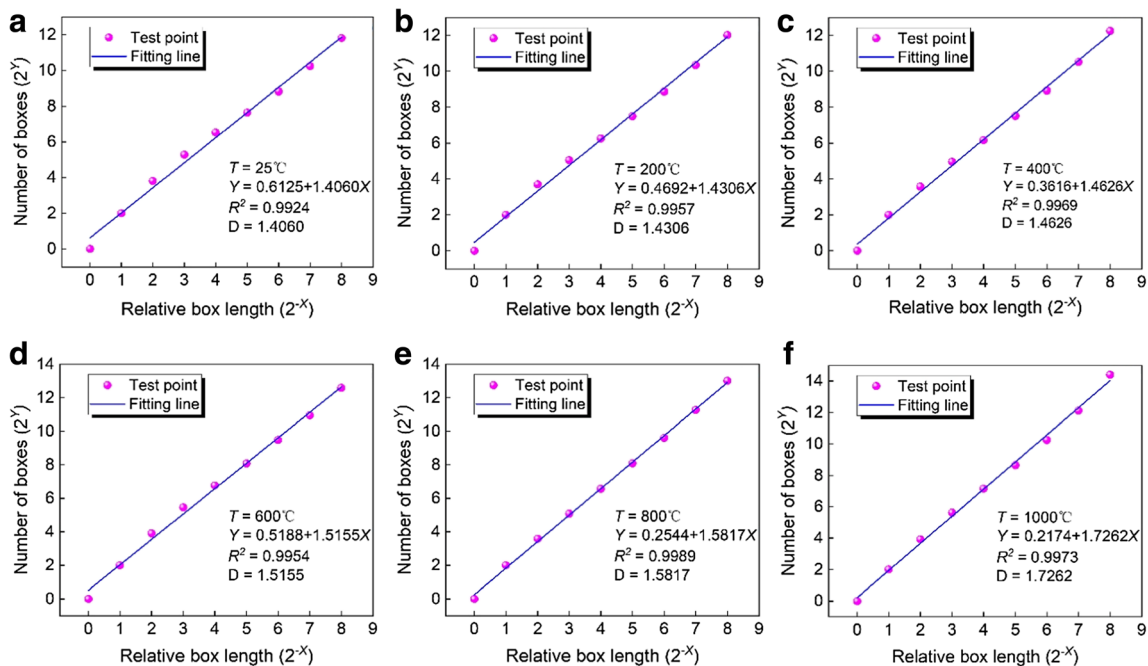 a
Number of boxes (2^Y)
12
10
8
6
4
2
0
Test point
Fitting line
T = 25℃
Y = 0.6125+1.4060X
R² = 0.9924
D = 1.4060
0 1 2 3 4 5 6 7 8 9
Relative box length (2^-X)
b
Number of boxes (2^Y)
12
10
8
6
4
2
0
Test point
Fitting line
T = 200℃
Y = 0.4692+1.4306X
R² = 0.9957
D = 1.4306
0 1 2 3 4 5 6 7 8 9
Relative box length (2^-X)
c
Number of boxes (2^Y)
12
10
8
6
4
2
0
Test point
Fitting line
T = 400℃
Y = 0.3616+1.4626X
R² = 0.9969
D = 1.4626
0 1 2 3 4 5 6 7 8 9
Relative box length (2^-X)
d
Number of boxes (2^Y)
14
12
10
8
6
4
2
0
Test point
Fitting line
T = 600℃
Y = 0.5188+1.5155X
R² = 0.9954
D = 1.5155
0 1 2 3 4 5 6 7 8 9
Relative box length (2^-X)
e
Number of boxes (2^Y)
14
12
10
8
6
4
2
0
Test point
Fitting line
T = 800℃
Y = 0.2544+1.5817X
R² = 0.9989
D = 1.5817
0 1 2 3 4 5 6 7 8 9
Relative box length (2^-X)
f
Number of boxes (2^Y)
14
12
10
8
6
4
2
0
Test point
Fitting line
T = 1000℃
Y = 0.2174+1.7262X
R² = 0.9973
D = 1.7262
0 1 2 3 4 5 6 7 8 9
Relative box length (2^-X)